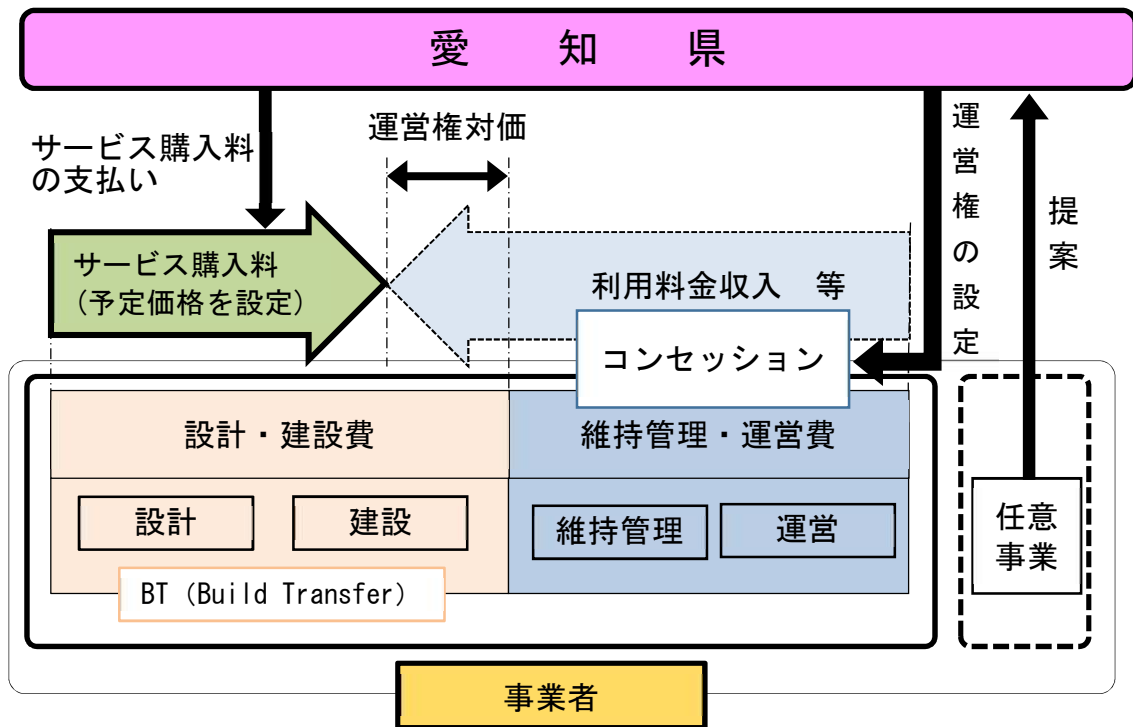 愛知県
サービス購入料
の支払い
運営権対価
運営権の設定
提案
サービス購入料
(予定価格を設定)
利用料金収入　等
コンセッション
設計・建設費
維持管理・運営費
設計
建設
維持管理
運営
任意
事業
BT (Build Transfer)
事業者